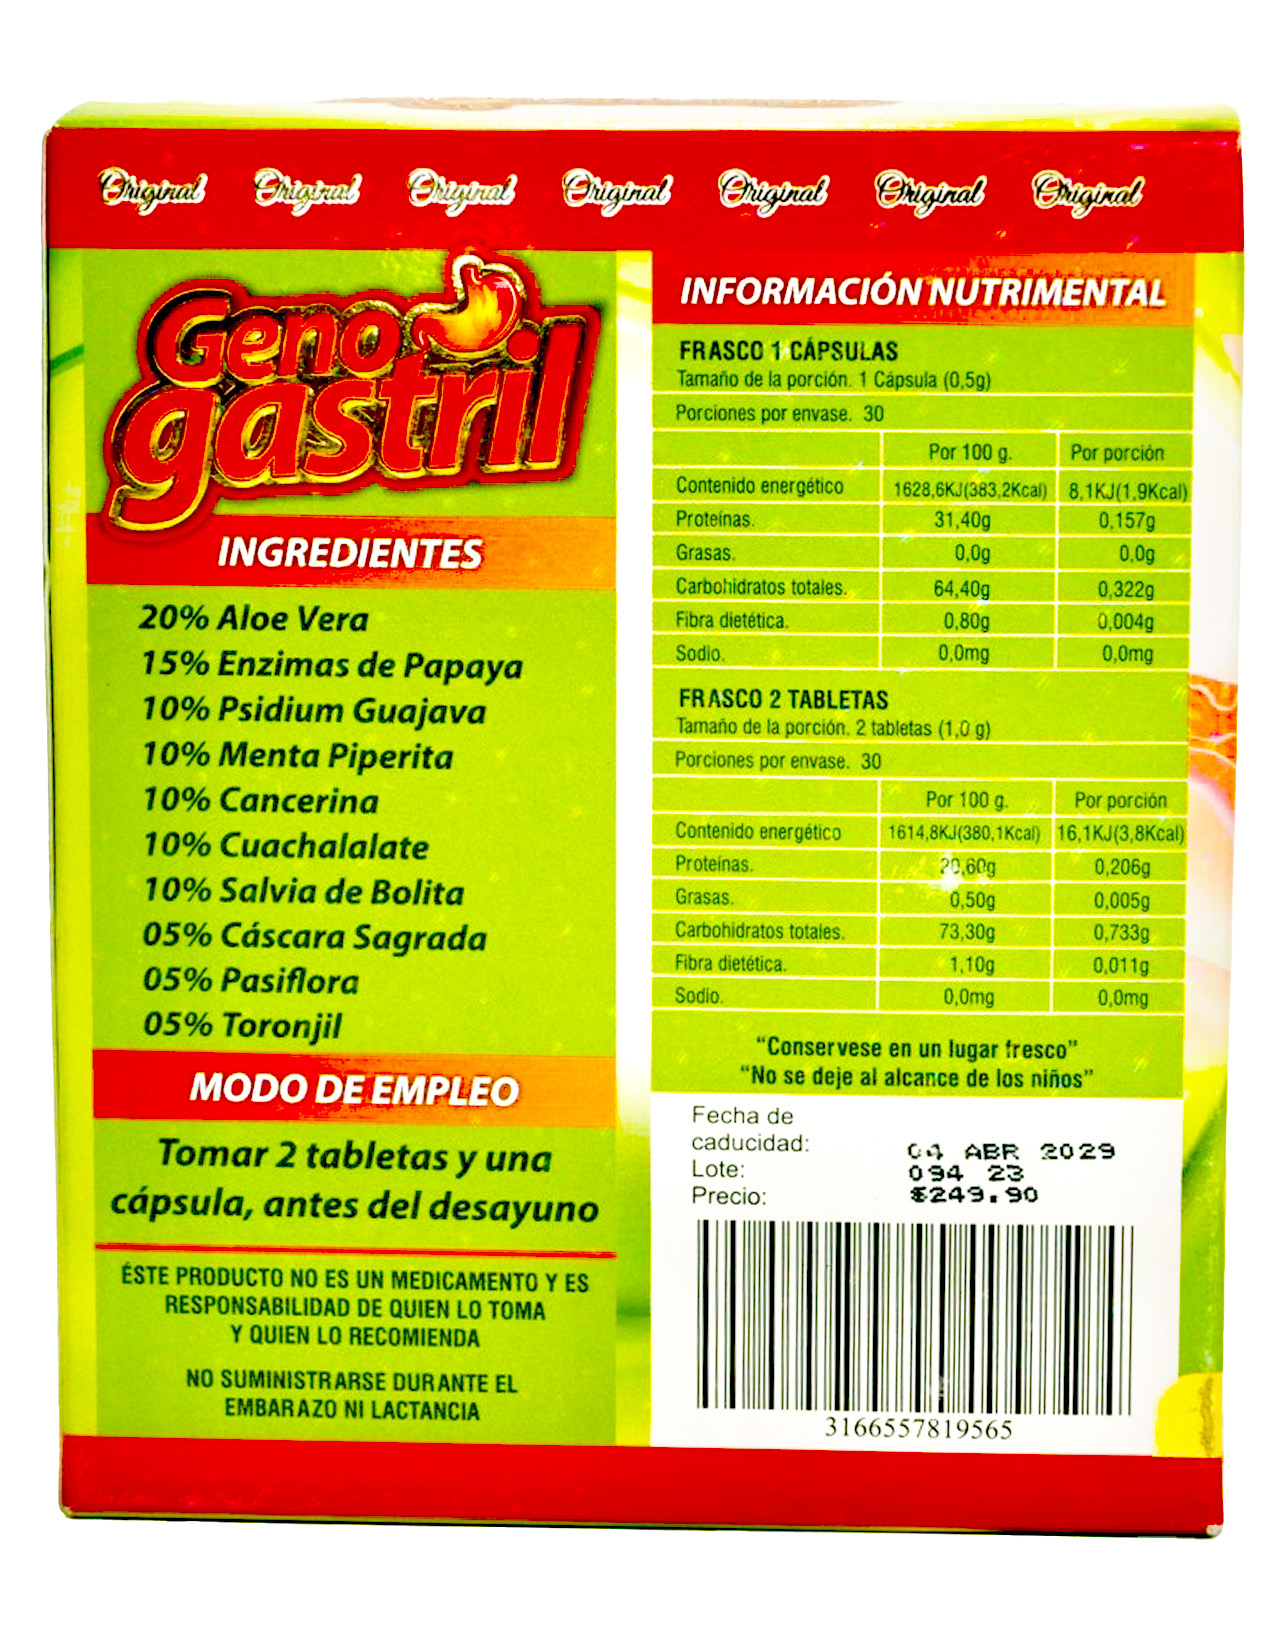 Original Original Original Original Original Original Original
Geno
gastril
INGREDIENTES
20% Aloe Vera
15% Enzimas de Papaya
10% Psidium Guajava
10% Menta Piperita
10% Cancerina
10% Cuachalalate
10% Salvia de Bolita
05% Cáscara Sagrada
05% Pasiflora
05% Toronjil
MODO DE EMPLEO
Tomar 2 tabletas y una
cápsula, antes del desayuno
ÉSTE PRODUCTO NO ES UN MEDICAMENTO Y ES
RESPONSABILIDAD DE QUIEN LO TOMA
Y QUIEN LO RECOMIENDA
NO SUMINISTRARSE DURANTE EL
EMBARAZO NI LACTANCIA
INFORMACIÓN NUTRIMENTAL
FRASCO 1 CÁPSULAS
Tamaño de la porción. 1 Cápsula (0,5g)
Porciones por envase. 30
Por 100 g. Por porción
Contenido energético 1628,6KJ(383,2Kcal) 8,1KJ(1,9Kcal)
Proteínas. 31,40g 0,157g
Grasas. 0,0g 0,0g
Carbohidratos totales. 64,40g 0,322g
Fibra dietética. 0,80g 0,004g
Sodio. 0,0mg 0,0mg
FRASCO 2 TABLETAS
Tamaño de la porción. 2 tabletas (1,0 g)
Porciones por envase. 30
Por 100 g. Por porción
Contenido energético 1614,8KJ(380,1Kcal) 16,1KJ(3,8Kcal)
Proteínas. 20,60g 0,206g
Grasas. 0,50g 0,005g
Carbohidratos totales. 73,30g 0,733g
Fibra dietética. 1,10g 0,011g
Sodio. 0,0mg 0,0mg
"Conservese en un lugar fresco"
"No se deje al alcance de los niños"
Fecha de
caducidad: 04 ABR 2029
Lote: 094 23
Precio: $249.90
3166557819565